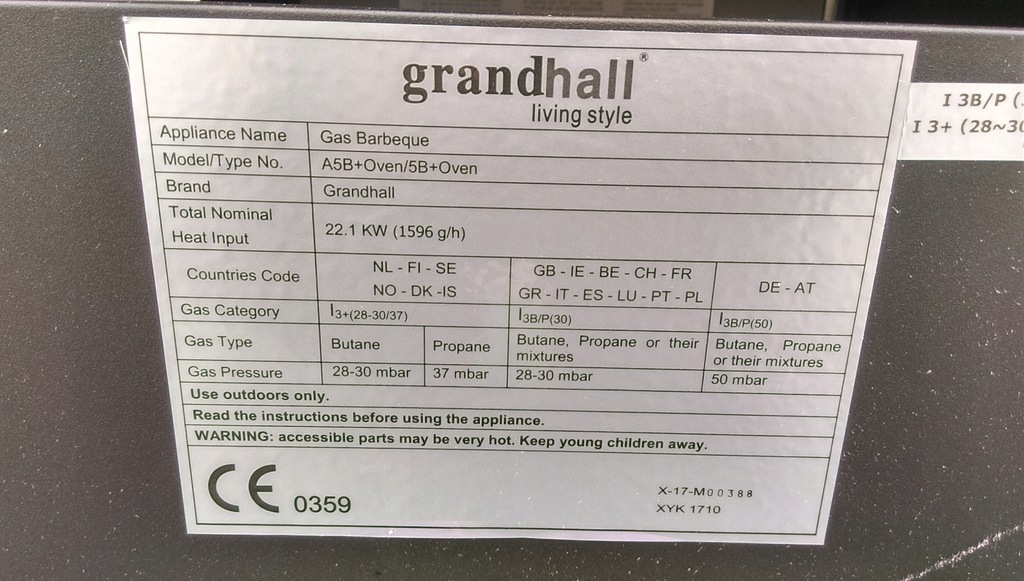 grandhall®
living style
Appliance Name Gas Barbeque
Model/Type No. A5B+Oven/5B+Oven
Brand Grandhall
Total Nominal
Heat Input 22.1 KW (1596 g/h)
Countries Code
NL - FI - SE
NO - DK -IS
GB - IE - BE - CH - FR
GR - IT - ES - LU - PT - PL
DE - AT
Gas Category I3+(28-30/37) I3B/P(30) I3B/P(50)
Gas Type
Butane
Propane
Butane, Propane or their
mixtures
Butane, Propane
or their mixtures
Gas Pressure 28-30 mbar 37 mbar 28-30 mbar 50 mbar
Use outdoors only.
Read the instructions before using the appliance.
WARNING: accessible parts may be very hot. Keep young children away.
CE 0359
X-17-M00388
XYK 1710
I 3B/P (
I 3+ (28~30